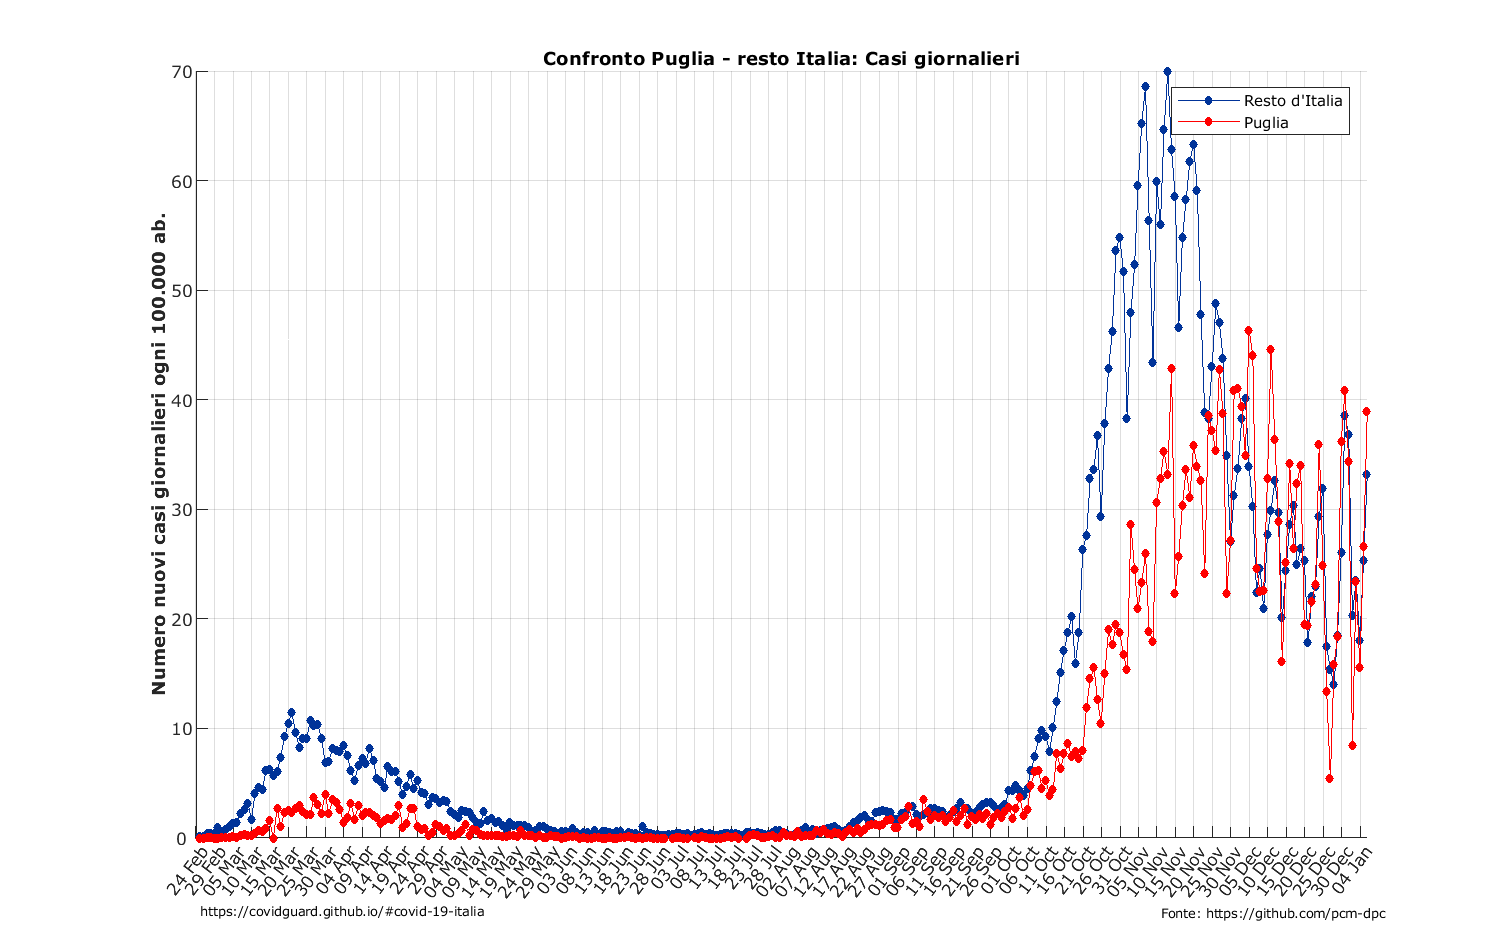 Confronto Puglia - resto Italia: Casi giornalieri
Numero nuovi casi giornalieri ogni 100.000 ab.
70
60
50
40
30
20
10
0
Resto d'Italia
Puglia
24 Feb
29 Feb
05 Mar
10 Mar
15 Mar
20 Mar
25 Mar
30 Mar
04 Apr
09 Apr
14 Apr
19 Apr
24 Apr
29 Apr
04 May
09 May
14 May
19 May
24 May
29 May
03 Jun
08 Jun
13 Jun
18 Jun
23 Jun
28 Jun
03 Jul
08 Jul
13 Jul
18 Jul
23 Jul
28 Jul
02 Aug
07 Aug
12 Aug
17 Aug
22 Aug
27 Aug
01 Sep
06 Sep
11 Sep
16 Sep
21 Sep
26 Sep
01 Oct
06 Oct
11 Oct
16 Oct
21 Oct
26 Oct
31 Oct
05 Nov
10 Nov
15 Nov
20 Nov
25 Nov
30 Nov
05 Dec
10 Dec
15 Dec
20 Dec
25 Dec
30 Dec
04 Jan
https://covidguard.github.io/#covid-19-italia
Fonte: https://github.com/pcm-dpc